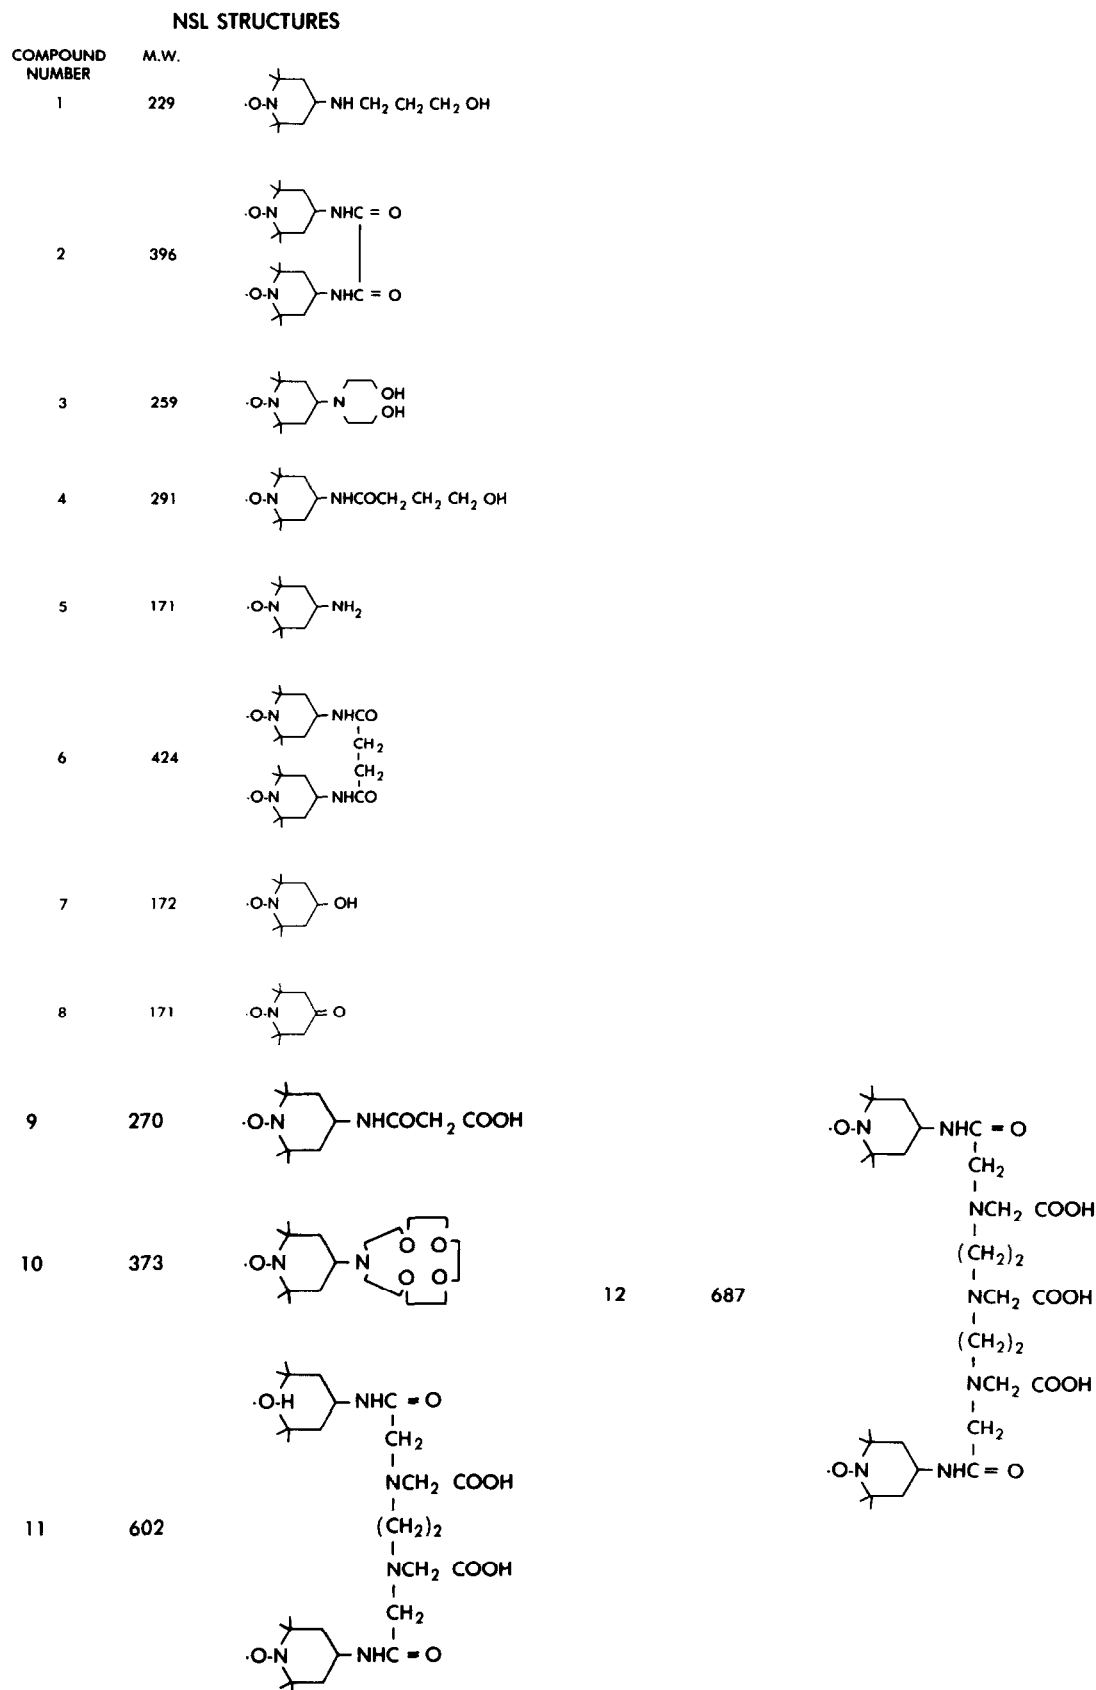 NSL STRUCTURES
COMPOUND NUMBER M.W.
1 229 ·O-N NH CH2 CH2 CH2 OH
·O-N NHC = O
2 396
·O-N NHC = O
OH
3 259 ·O-N N
OH
4 291 ·O-N NHCOCH2 CH2 CH2 OH
5 171 ·O-N NH2
·O-N NHCO
CH2
6 424
CH2
·O-N NHCO
7 172 ·O-N OH
8 171 ·O-N O
9 270 ·O-N NHCOCH2 COOH
O O
10 373 ·O-N N
O O
·O-H NHC = O
CH2
NCH2 COOH
11 602 (CH2)2
NCH2 COOH
CH2
·O-N NHC = O
·O-N NHC = O
CH2
NCH2 COOH
(CH2)2
12 687 NCH2 COOH
(CH2)2
NCH2 COOH
CH2
·O-N NHC = O